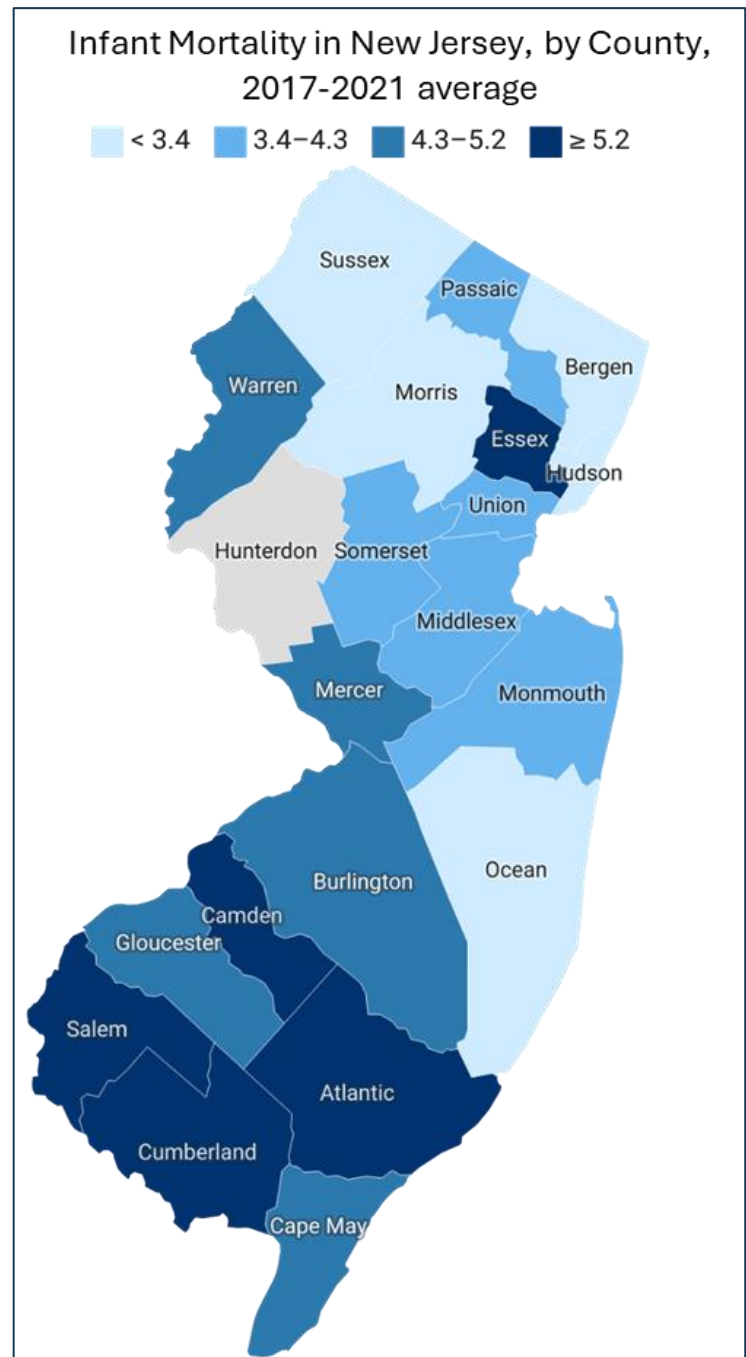 Infant Mortality in New Jersey, by County,
2017-2021 average
< 3.4 3.4–4.3 4.3–5.2 ≥ 5.2
Sussex
Passaic
Bergen
Warren
Morris
Essex
Hudson
Union
Hunterdon
Somerset
Middlesex
Mercer
Monmouth
Ocean
Burlington
Camden
Gloucester
Salem
Atlantic
Cumberland
Cape May